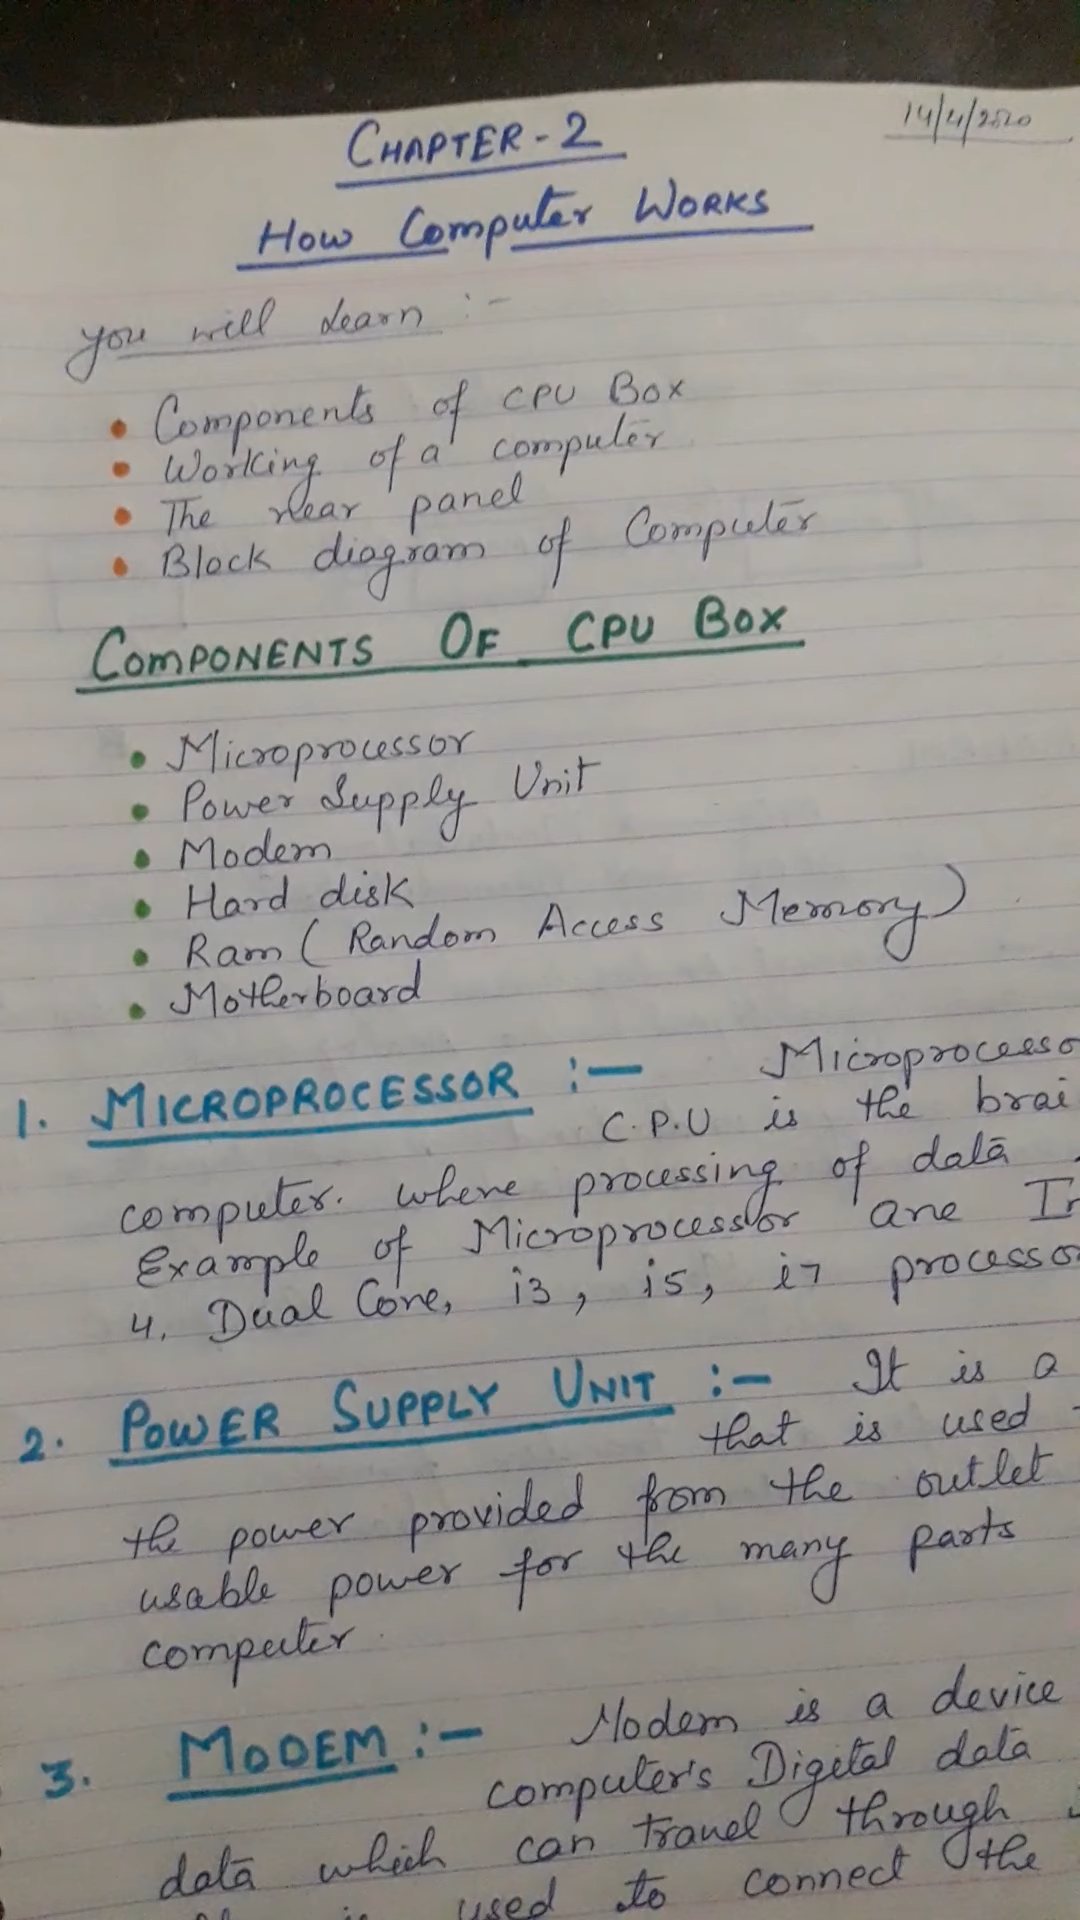 14/4/2020
CHAPTER-2
How Computer WORKS
you will learn :-
• Components of CPU Box
• Working of a computer
• The rear panel
• Block diagram of Computer
COMPONENTS OF CPU BOX
• Microprocessor
• Power Supply Unit
• Modem
• Hard disk
• Ram ( Random Access Memory)
• Motherboard
1. MICROPROCESSOR :- Microprocesso
C.P.U is the brai
computer. where processing of data
Example of Microprocessor are In
4. Dual Core, i3, i5, i7 processo
2. POWER SUPPLY UNIT :- It is a
that is used
the power provided from the outlet
usable power for the many parts
computer.
3. MODEM :- Modem is a device
computer's Digital data
data which can travel through
used to connect the